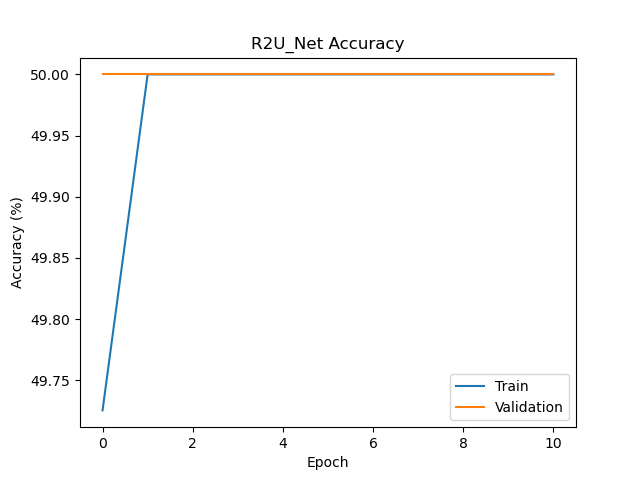 R2U_Net Accuracy
50.00
49.95
49.90
49.85
49.80
49.75
Accuracy (%)
0 2 4 6 8 10
Epoch
Train
Validation